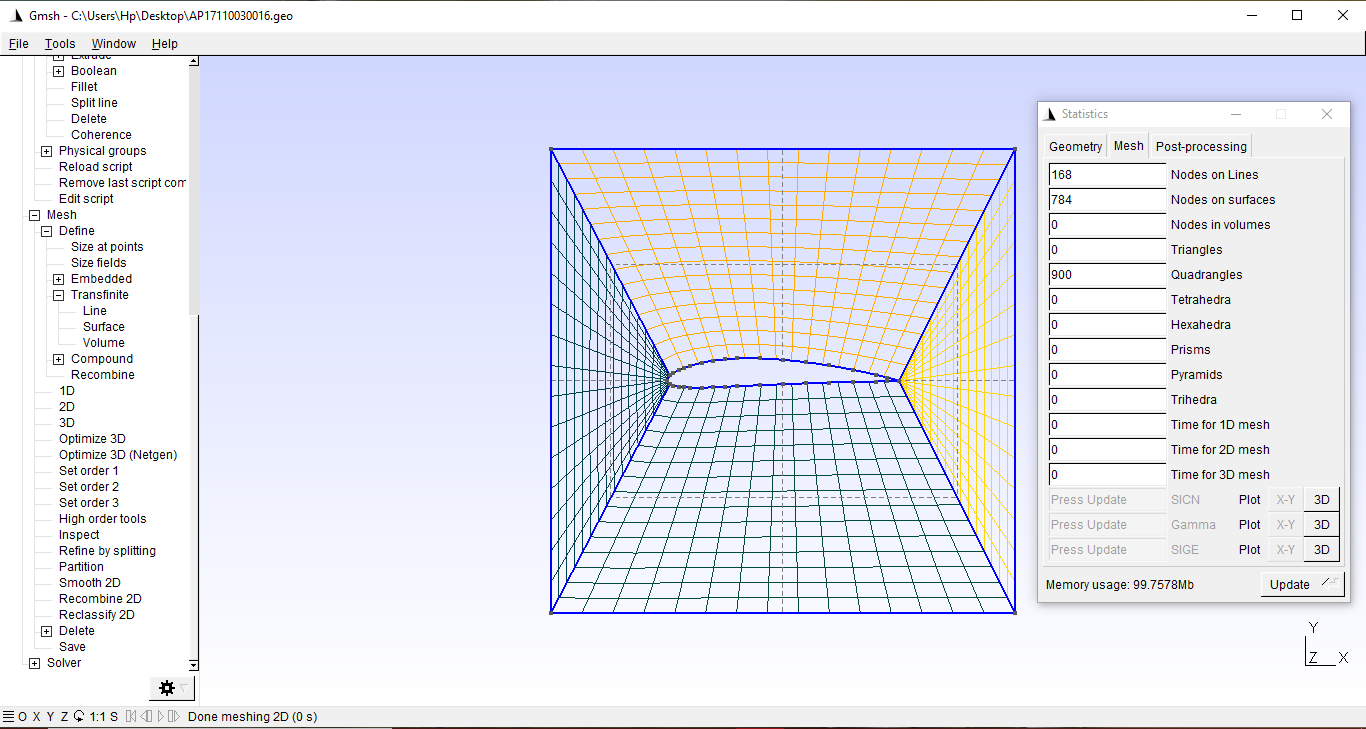 Gmsh - C:\Users\Hp\Desktop\AP17110030016.geo
File Tools Window Help
Extrude
Boolean
Fillet
Split line
Delete
Coherence
Physical groups
Reload script
Remove last script com
Edit script
Mesh
Define
Size at points
Size fields
Embedded
Transfinite
Line
Surface
Volume
Compound
Recombine
1D
2D
3D
Optimize 3D
Optimize 3D (Netgen)
Set order 1
Set order 2
Set order 3
High order tools
Inspect
Refine by splitting
Partition
Smooth 2D
Recombine 2D
Reclassify 2D
Delete
Save
Solver
Statistics
Geometry Mesh Post-processing
168 Nodes on Lines
784 Nodes on surfaces
0 Nodes in volumes
0 Triangles
900 Quadrangles
0 Tetrahedra
0 Hexahedra
0 Prisms
0 Pyramids
0 Trihedra
0 Time for 1D mesh
0 Time for 2D mesh
0 Time for 3D mesh
Press Update SICN Plot X-Y 3D
Press Update Gamma Plot X-Y 3D
Press Update SIGE Plot X-Y 3D
Memory usage: 99.7578Mb Update
Y
Z X
O X Y Z 1:1 S Done meshing 2D (0 s)